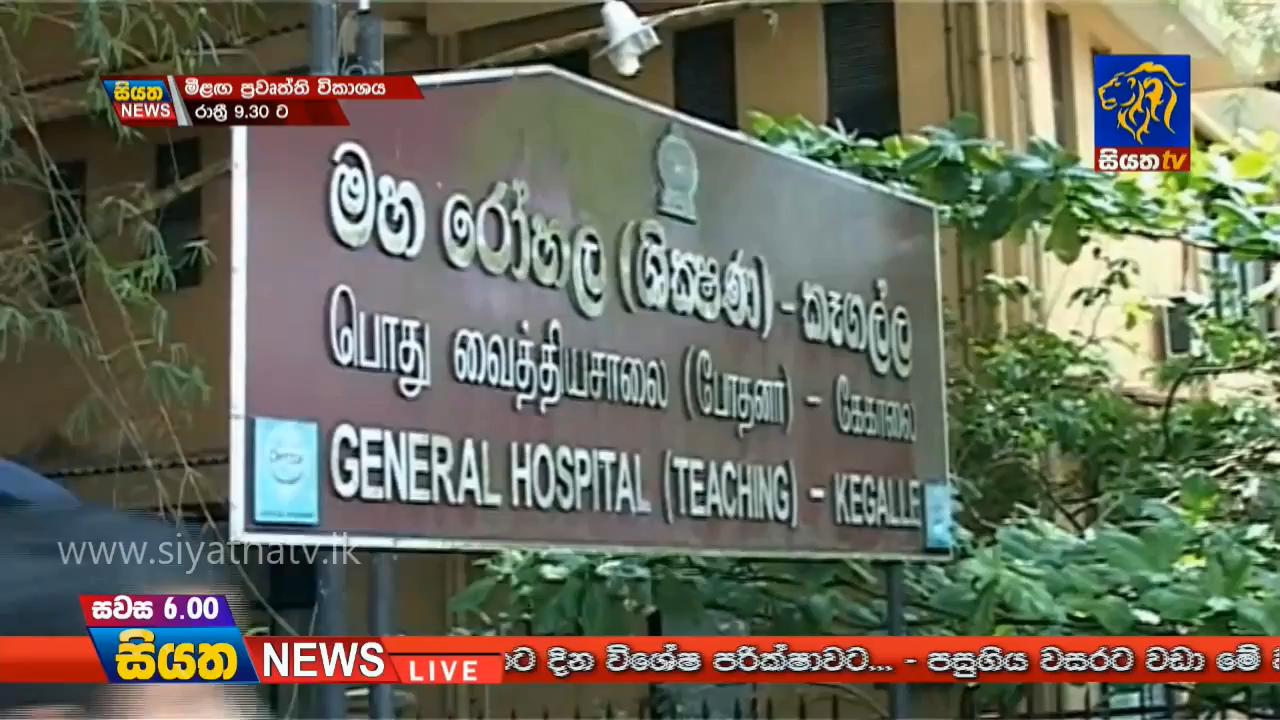 සියත NEWS මීළඟ ප්‍රවෘත්ති විකාශය
රාත්‍රී 9.30 ට
සියත tv
මහ රෝහල (ශික්ෂණ) - කෑගල්ල
பொது வைத்தியசாலை (போதனா) - கேகாலை
GENERAL HOSPITAL (TEACHING) - KEGALLE
www.siyathatv.lk
සවස 6.00
සියත NEWS LIVE
දින විශේෂ පරික්ෂාවට... - පසුගිය වසරට වඩා මේ